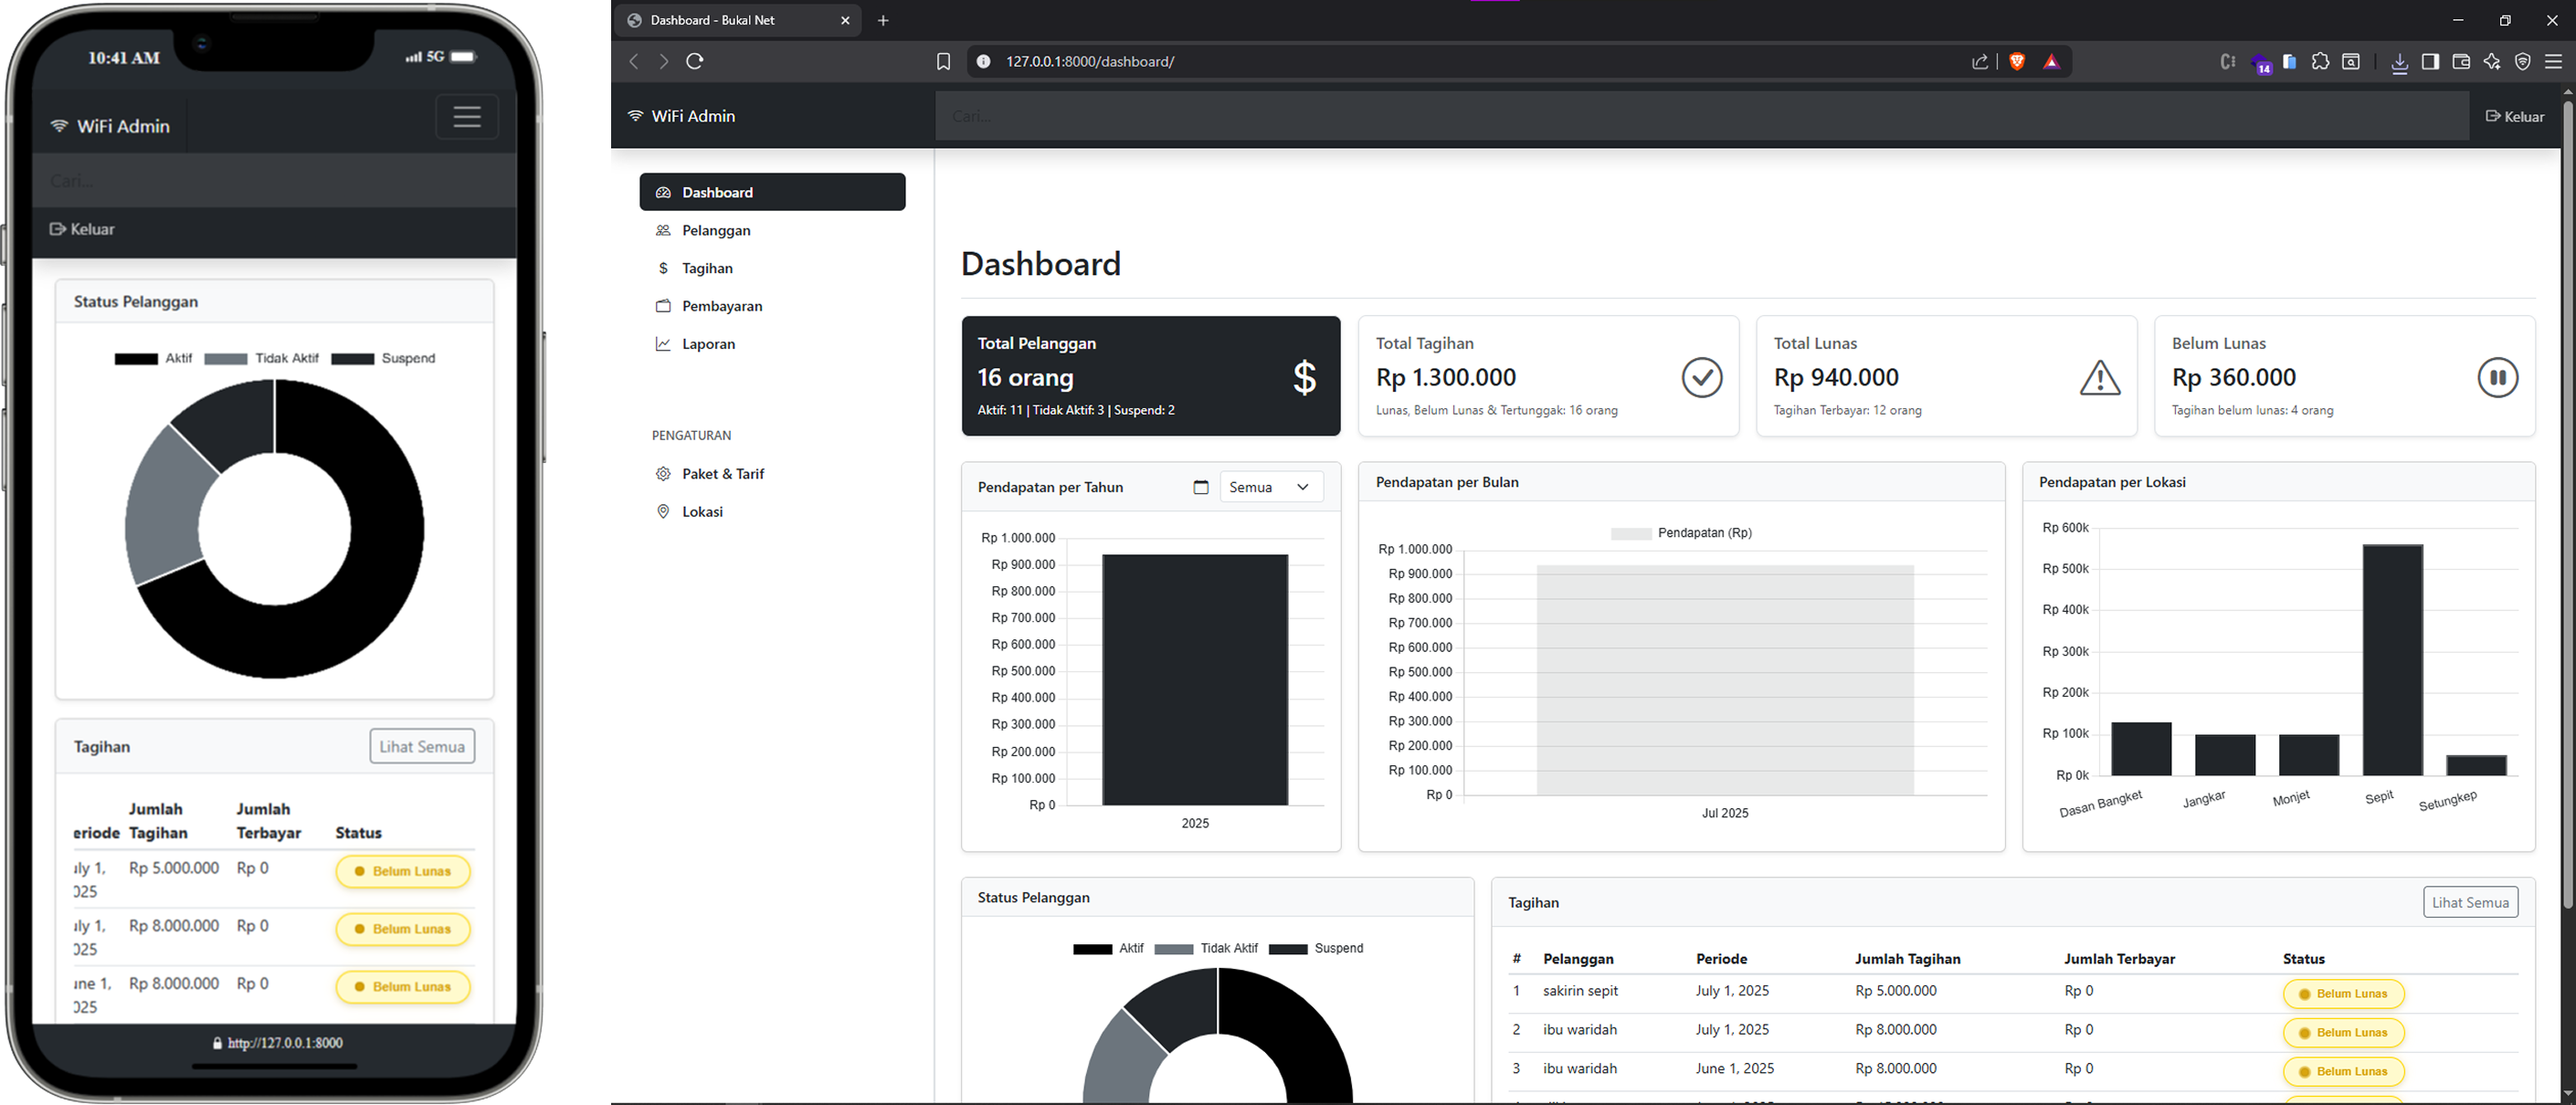 10:41 AM
5G
WiFi Admin
Cari...
Keluar
Status Pelanggan
Aktif Tidak Aktif Suspend
Tagihan Lihat Semua
eriode Jumlah Tagihan Jumlah Terbayar Status
uly 1, 025 Rp 5.000.000 Rp 0 Belum Lunas
uly 1, 025 Rp 8.000.000 Rp 0 Belum Lunas
une 1, 025 Rp 8.000.000 Rp 0 Belum Lunas
http://127.0.0.1:8000
Dashboard - Bukal Net
127.0.0.1:8000/dashboard/
14
WiFi Admin
Cari...
Keluar
Dashboard
Pelanggan
$ Tagihan
Pembayaran
Laporan
PENGATURAN
Paket & Tarif
Lokasi
Dashboard
Total Pelanggan
16 orang
$
Aktif: 11 | Tidak Aktif: 3 | Suspend: 2
Total Tagihan
Rp 1.300.000
Lunas, Belum Lunas & Tertunggak: 16 orang
Total Lunas
Rp 940.000
Tagihan Terbayar: 12 orang
Belum Lunas
Rp 360.000
Tagihan belum lunas: 4 orang
Pendapatan per Tahun Semua
Rp 1.000.000
Rp 900.000
Rp 800.000
Rp 700.000
Rp 600.000
Rp 500.000
Rp 400.000
Rp 300.000
Rp 200.000
Rp 100.000
Rp 0
2025
Pendapatan per Bulan
Pendapatan (Rp)
Rp 1.000.000
Rp 900.000
Rp 800.000
Rp 700.000
Rp 600.000
Rp 500.000
Rp 400.000
Rp 300.000
Rp 200.000
Rp 100.000
Rp 0
Jul 2025
Pendapatan per Lokasi
Rp 600k
Rp 500k
Rp 400k
Rp 300k
Rp 200k
Rp 100k
Rp 0k
Dasan Bangket Jangkar Monjet Sepit Setungkep
Status Pelanggan
Aktif Tidak Aktif Suspend
Tagihan Lihat Semua
# Pelanggan Periode Jumlah Tagihan Jumlah Terbayar Status
1 sakirin sepit July 1, 2025 Rp 5.000.000 Rp 0 Belum Lunas
2 ibu waridah July 1, 2025 Rp 8.000.000 Rp 0 Belum Lunas
3 ibu waridah June 1, 2025 Rp 8.000.000 Rp 0 Belum Lunas